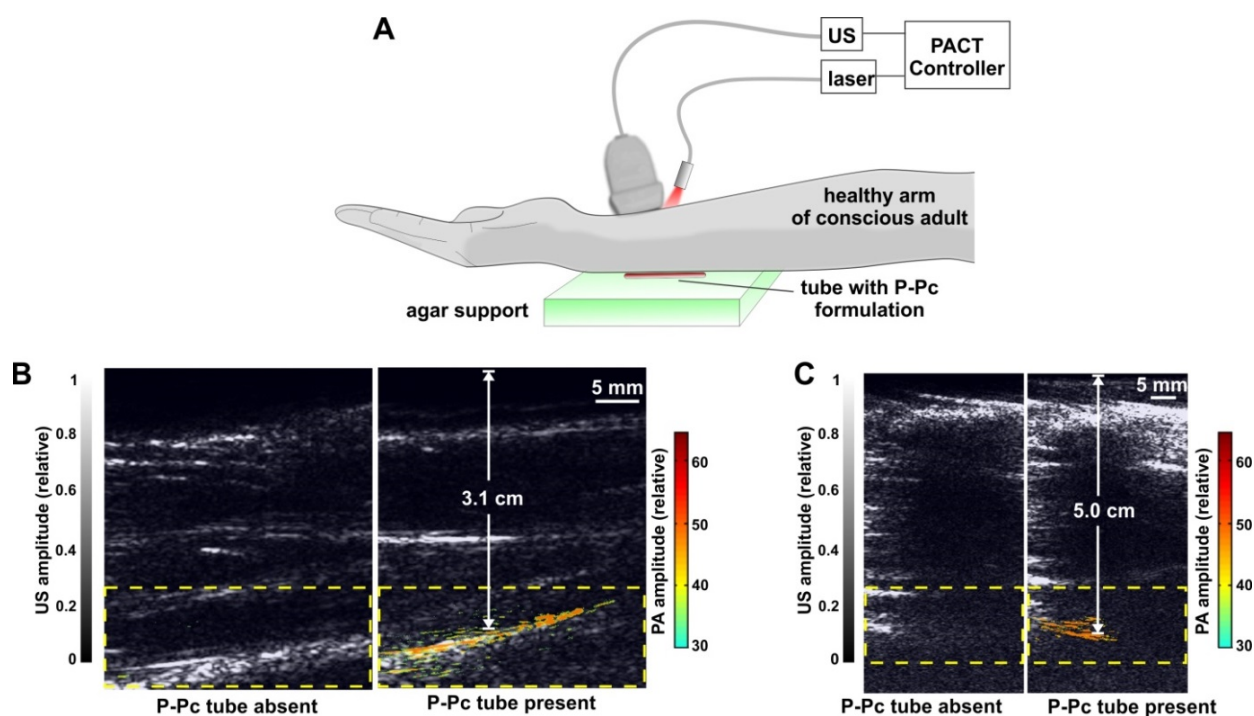 A
US
laser
PACT
Controller
healthy arm
of conscious adult
agar support
tube with P-Pc
formulation
B
US amplitude (relative)
1
0.8
0.6
0.4
0.2
0
5 mm
3.1 cm
PA amplitude (relative)
60
50
40
30
P-Pc tube absent
P-Pc tube present
C
US amplitude (relative)
1
0.8
0.6
0.4
0.2
0
5 mm
5.0 cm
PA amplitude (relative)
60
50
40
30
P-Pc tube absent
P-Pc tube present